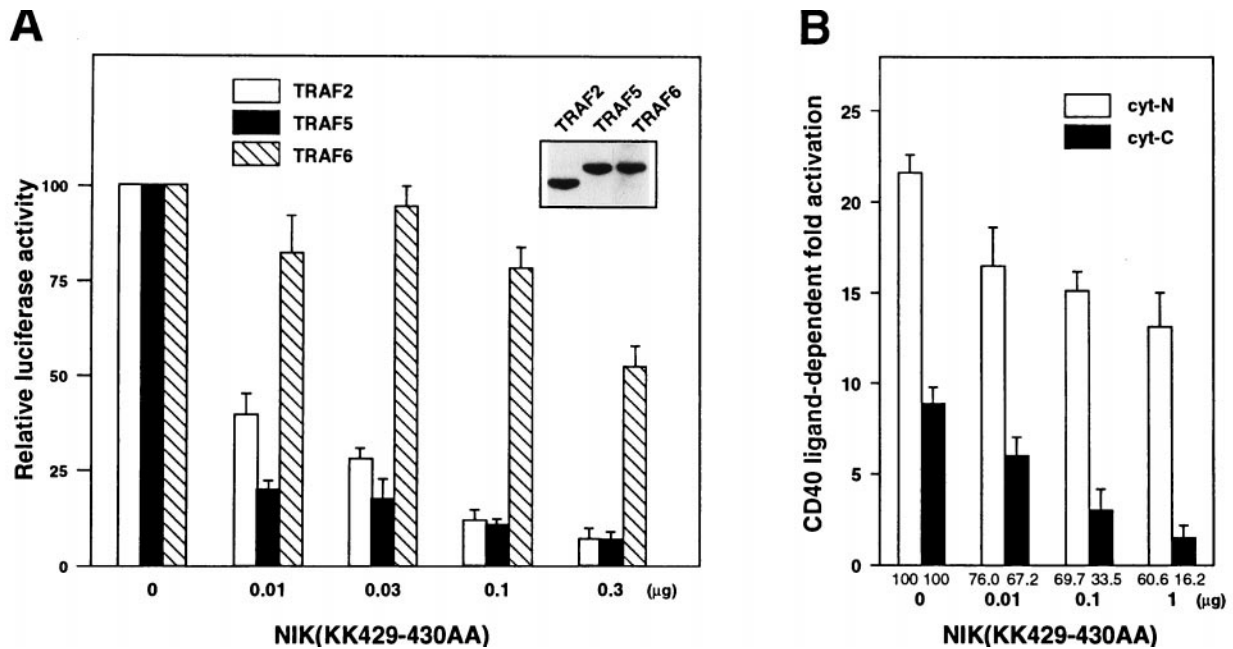 A
Relative luciferase activity
100
75
50
25
0
TRAF2
TRAF5
TRAF6
TRAF2 TRAF5 TRAF6
0 0.01 0.03 0.1 0.3 (μg)
NIK(KK429-430AA)
B
CD40 ligand-dependent fold activation
25
20
15
10
5
0
cyt-N
cyt-C
100 100 76.0 67.2 69.7 33.5 60.6 16.2
0 0.01 0.1 1 (μg)
NIK(KK429-430AA)